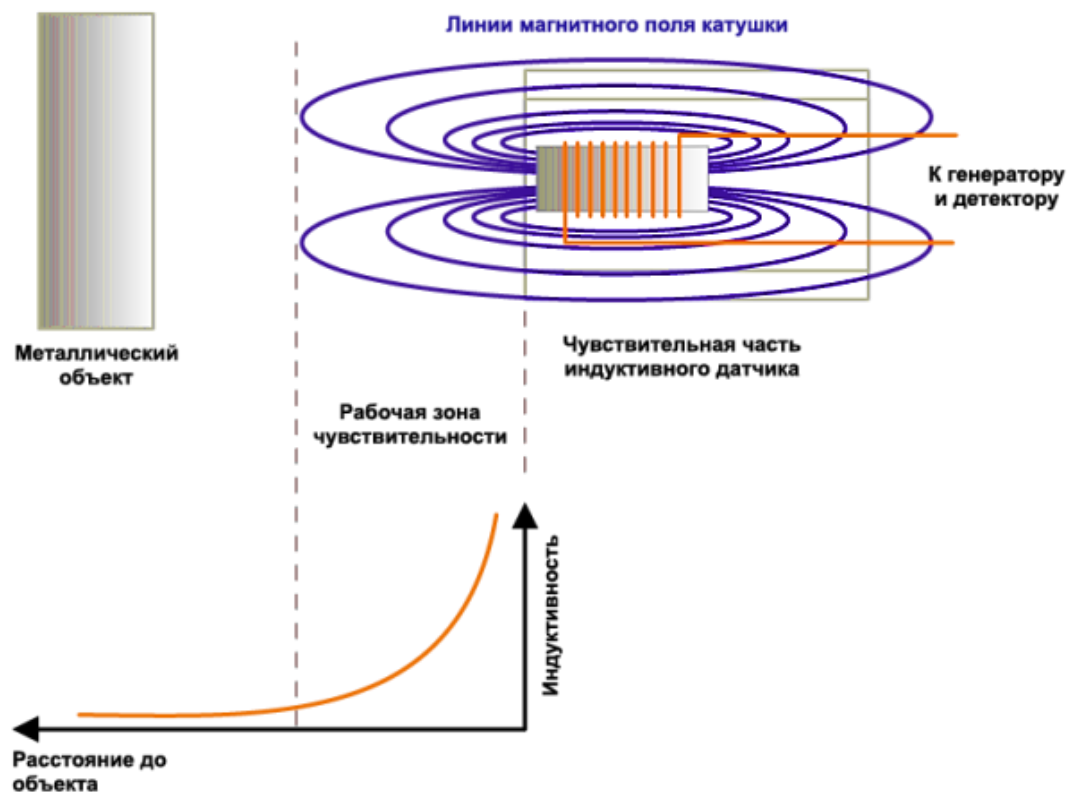 Линии магнитного поля катушки
К генератору
и детектору
Металлический
объект
Чувствительная часть
индуктивного датчика
Рабочая зона
чувствительности
Индуктивность
Расстояние до
объекта